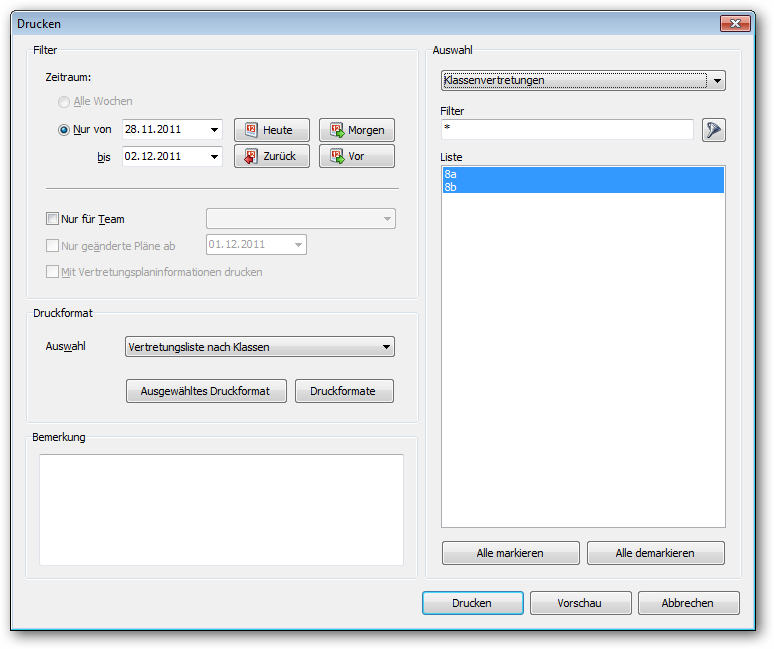 Drucken
Filter
Zeitraum:
Alle Wochen
Nur von 28.11.2011 Heute Morgen
bis 02.12.2011 Zurück Vor
Nur für Team
Nur geänderte Pläne ab 01.12.2011
Mit Vertretungsplaninformationen drucken
Druckformat
Auswahl Vertretungsliste nach Klassen
Ausgewähltes Druckformat Druckformate
Bemerkung
Auswahl
Klassenvertretungen
Filter
*
Liste
8a
8b
Alle markieren Alle demarkieren
Drucken Vorschau Abbrechen